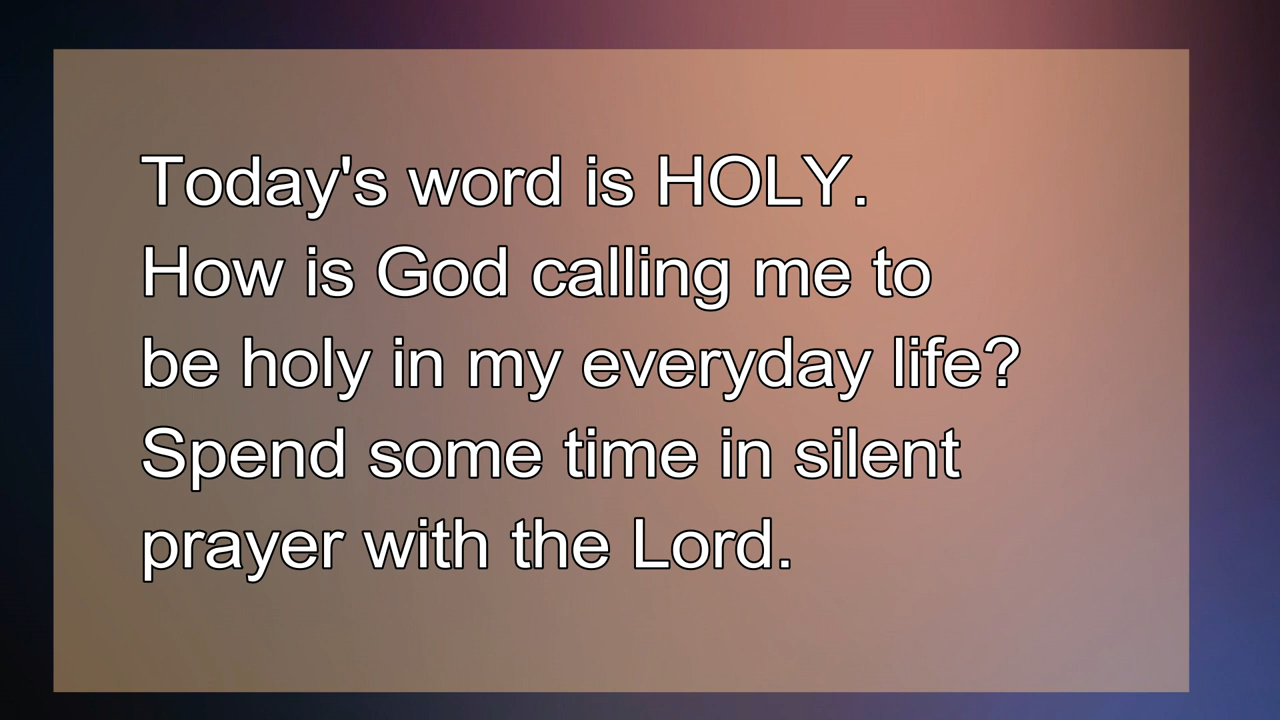 Today's word is HOLY.
How is God calling me to
be holy in my everyday life?
Spend some time in silent
prayer with the Lord.